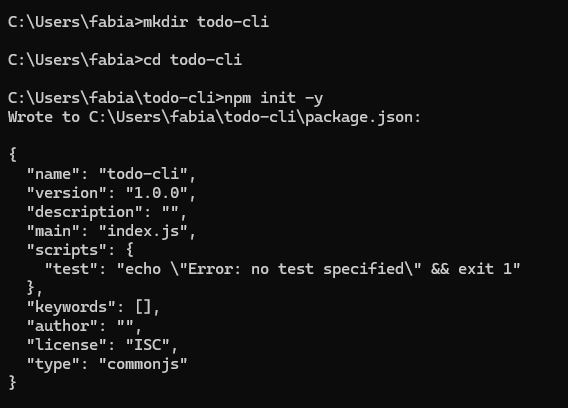 C:\Users\fabia>mkdir todo-cli
C:\Users\fabia>cd todo-cli
C:\Users\fabia\todo-cli>npm init -y
Wrote to C:\Users\fabia\todo-cli\package.json:
{
  "name": "todo-cli",
  "version": "1.0.0",
  "description": "",
  "main": "index.js",
  "scripts": {
    "test": "echo \"Error: no test specified\" && exit 1"
  },
  "keywords": [],
  "author": "",
  "license": "ISC",
  "type": "commonjs"
}